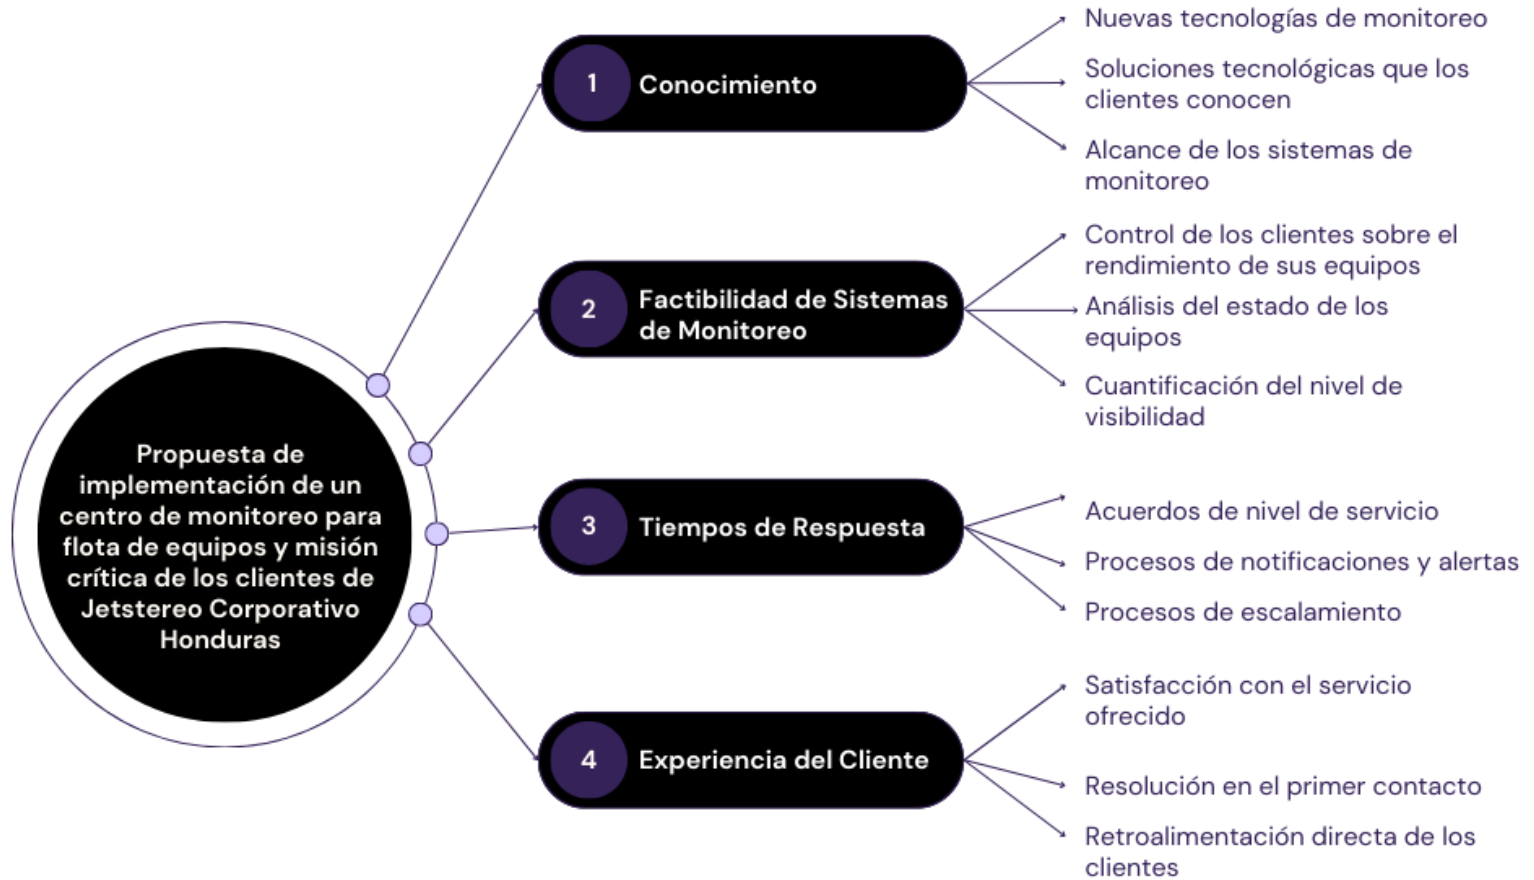 Propuesta de
implementación de un
centro de monitoreo para
flota de equipos y misión
crítica de los clientes de
Jetstereo Corporativo
Honduras
1
Conocimiento
Nuevas tecnologías de monitoreo
Soluciones tecnológicas que los
clientes conocen
Alcance de los sistemas de
monitoreo
2
Factibilidad de Sistemas
de Monitoreo
Control de los clientes sobre el
rendimiento de sus equipos
Análisis del estado de los
equipos
Cuantificación del nivel de
visibilidad
3
Tiempos de Respuesta
Acuerdos de nivel de servicio
Procesos de notificaciones y alertas
Procesos de escalamiento
4
Experiencia del Cliente
Satisfacción con el servicio
ofrecido
Resolución en el primer contacto
Retroalimentación directa de los
clientes